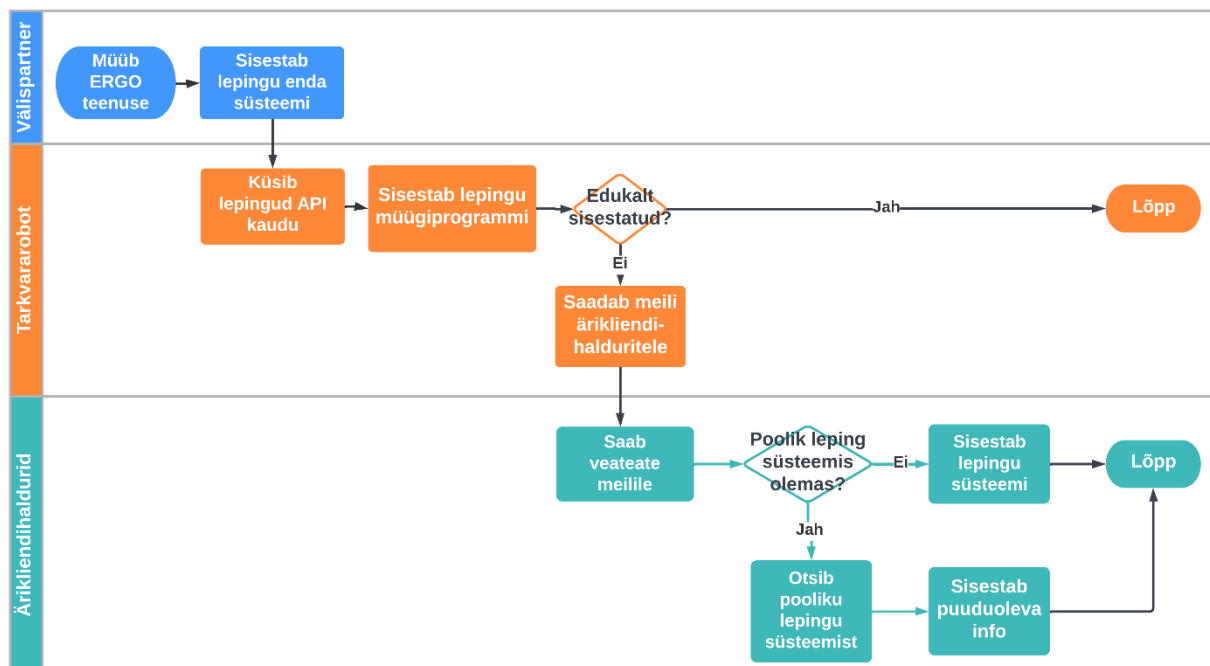 Välispartner
Müüb
ERGO
teenuse
Sisestab
lepingu enda
süsteemi
Tarkvararobot
Küsib
lepingud API
kaudu
Sisestab lepingu
müügiprogrammi
Edukalt
sisestatud?
Jah
Lõpp
Ei
Saadab meili
ärikliendi-
halduritele
Ärikliendihaldurid
Saab
veateate
meilile
Poolik leping
süsteemis
olemas?
Ei
Sisestab
lepingu
süsteemi
Lõpp
Jah
Otsib
pooliku
lepingu
süsteemist
Sisestab
puuduoleva
info